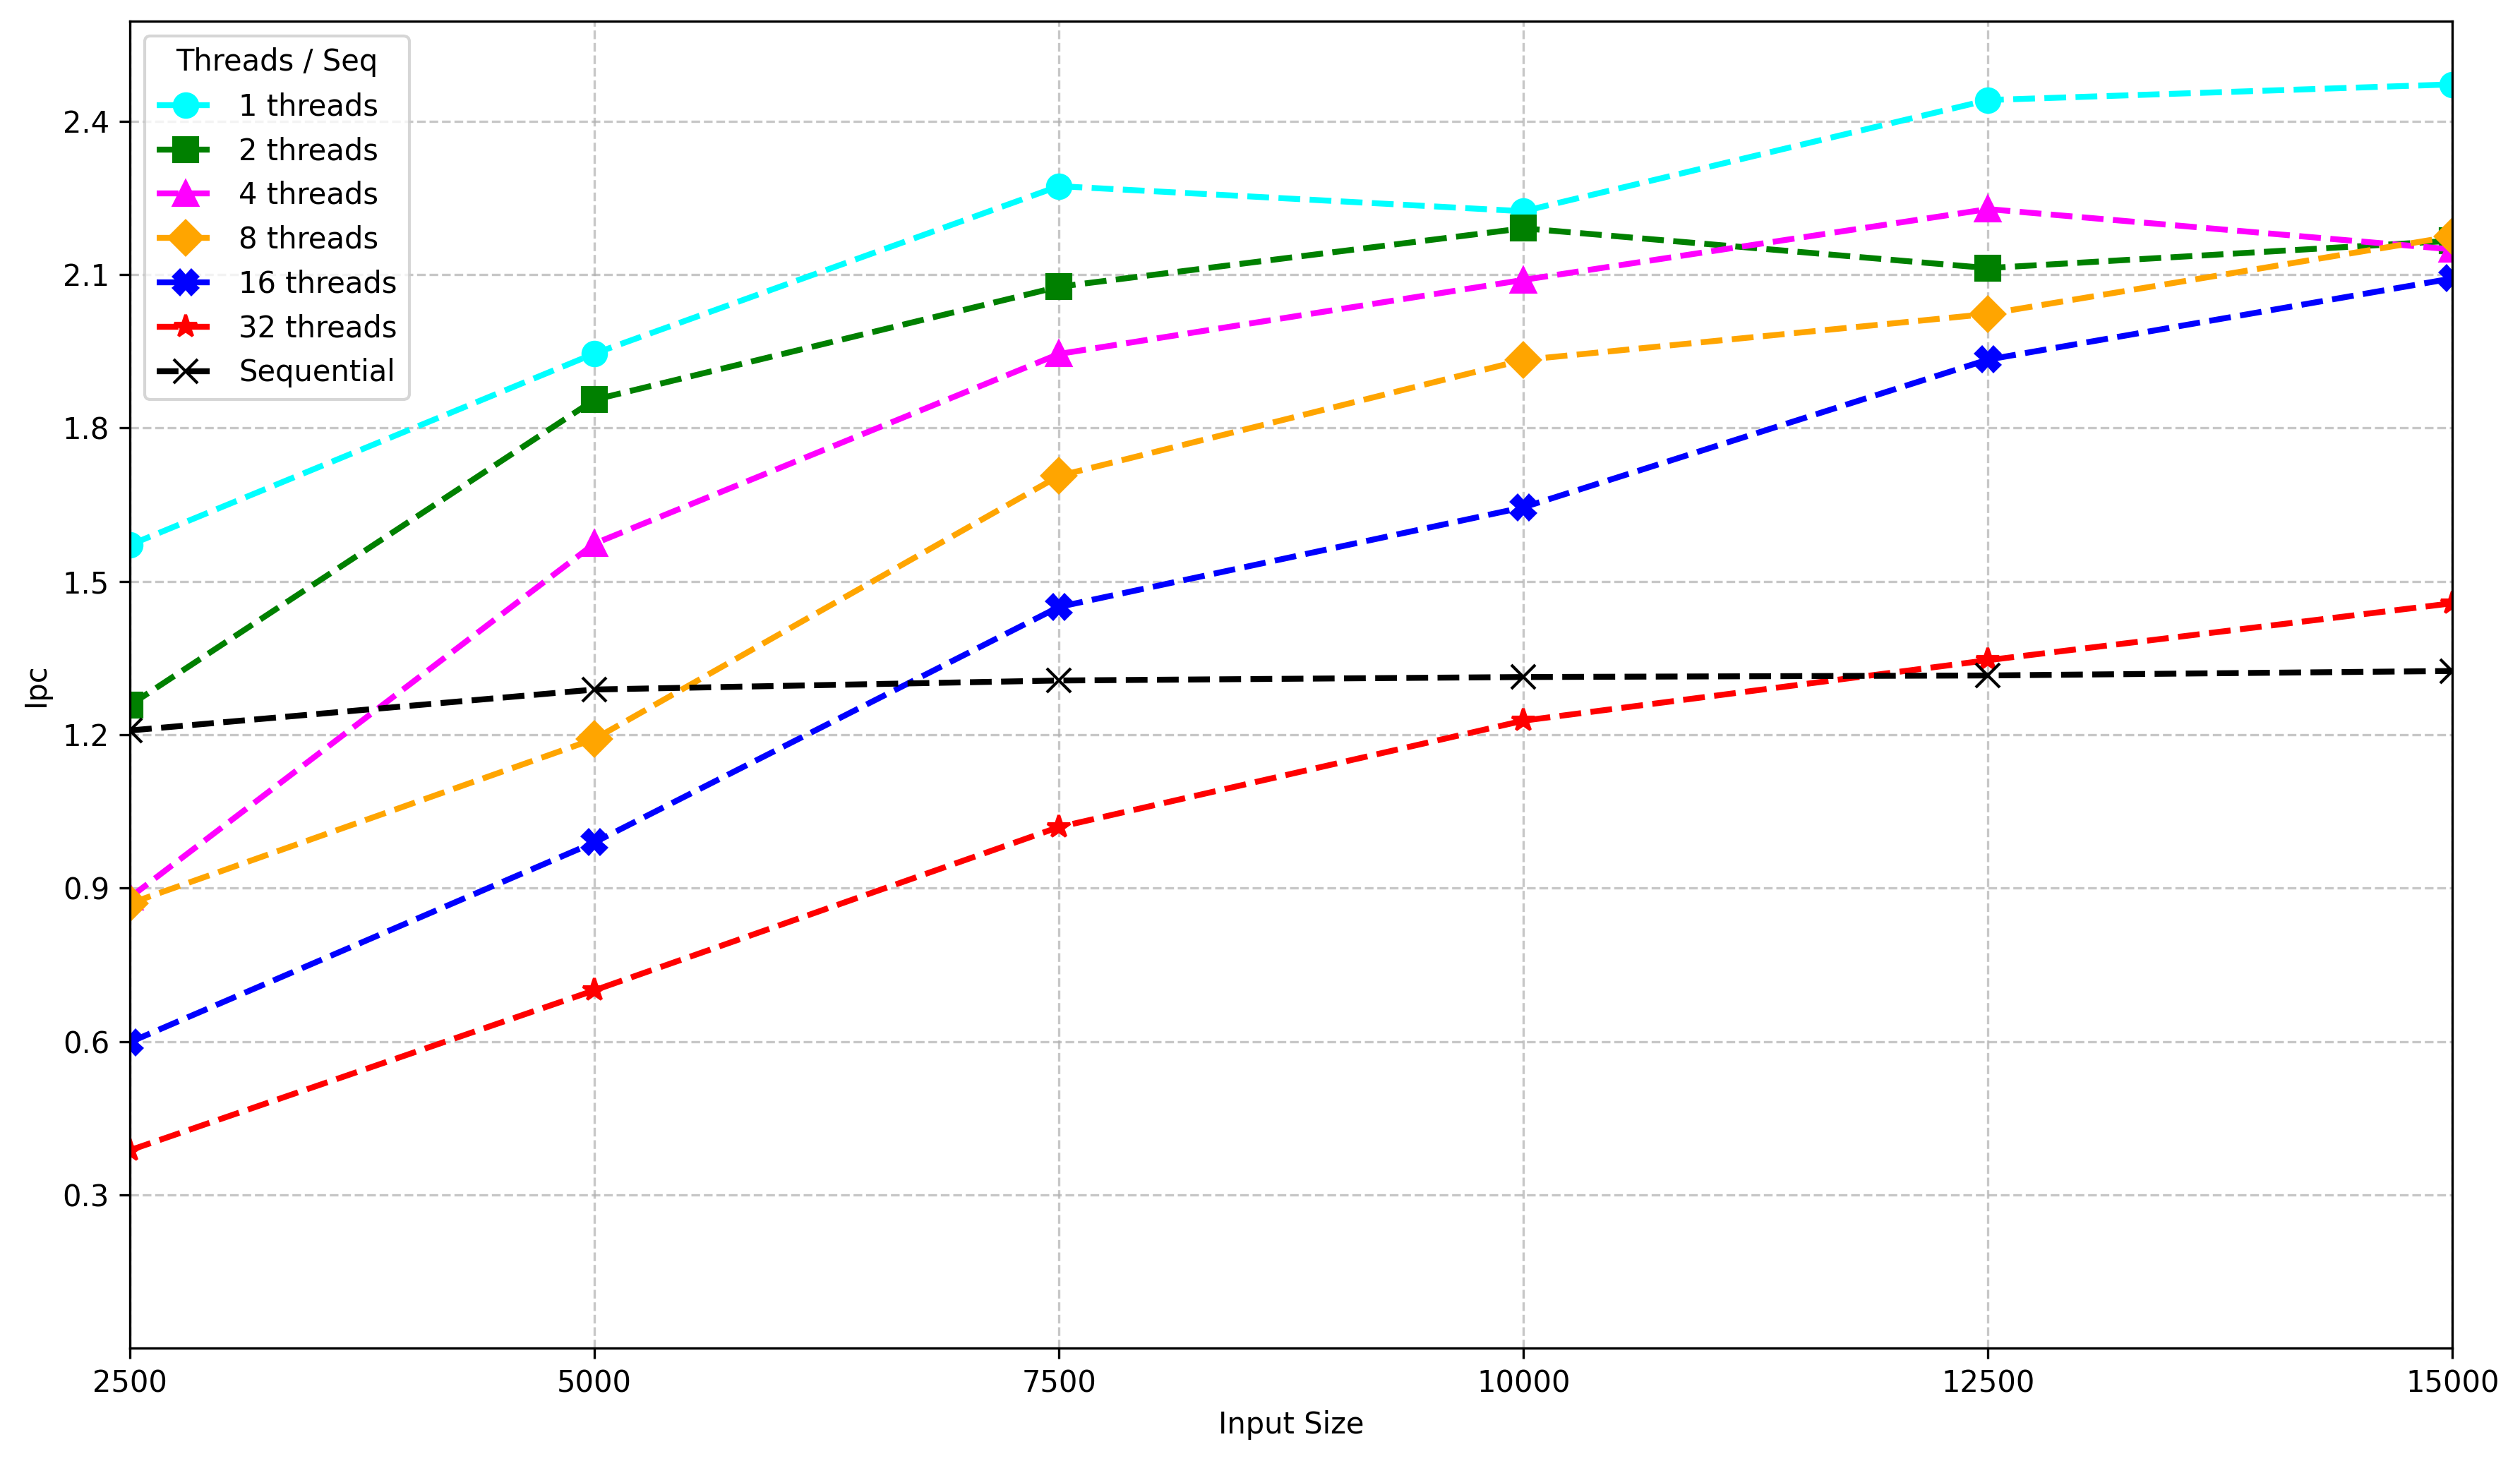 Threads / Seq
1 threads
2 threads
4 threads
8 threads
16 threads
32 threads
Sequential
2.4
2.1
1.8
1.5
1.2
0.9
0.6
0.3
Ipc
2500 5000 7500 10000 12500 15000
Input Size